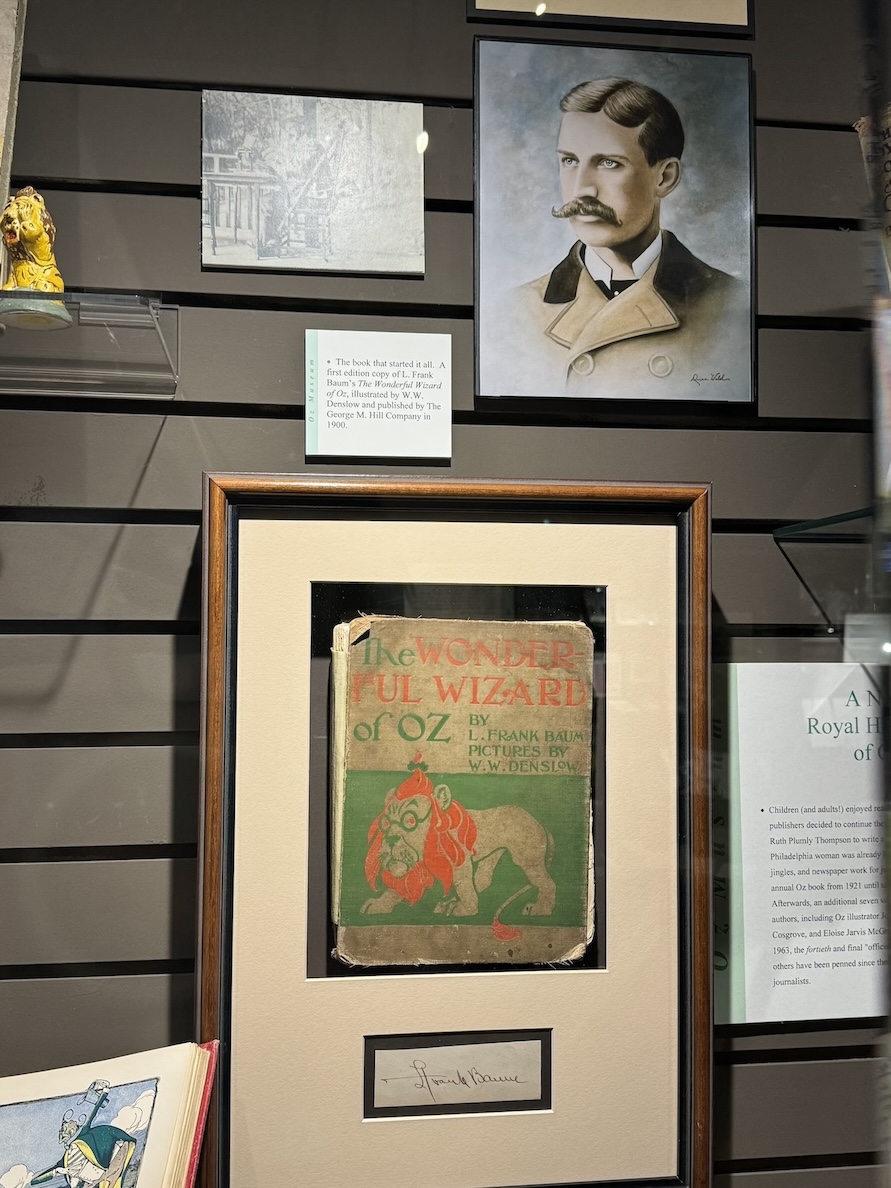 • The book that started it all. A
first edition copy of L. Frank
Baum's The Wonderful Wizard
of Oz, illustrated by W.W.
Denslow and published by The
George M. Hill Company in
1900.
Oz Museum
The WONDER-
FUL WIZARD
of OZ
BY
L. FRANK BAUM
PICTURES BY
W.W. DENSLOW
L Frank Baum
A N
Royal H
of
• Children (and adults!) enjoyed
publishers decided to continue the
Ruth Plumly Thompson to write
Philadelphia woman was already
jingles, and newspaper work for
annual Oz book from 1921 until
Afterwards, an additional seven
authors, including Oz illustrator
Cosgrove, and Eloise Jarvis McG
1963, the fortieth and final "offic
others have been penned since
journalists.